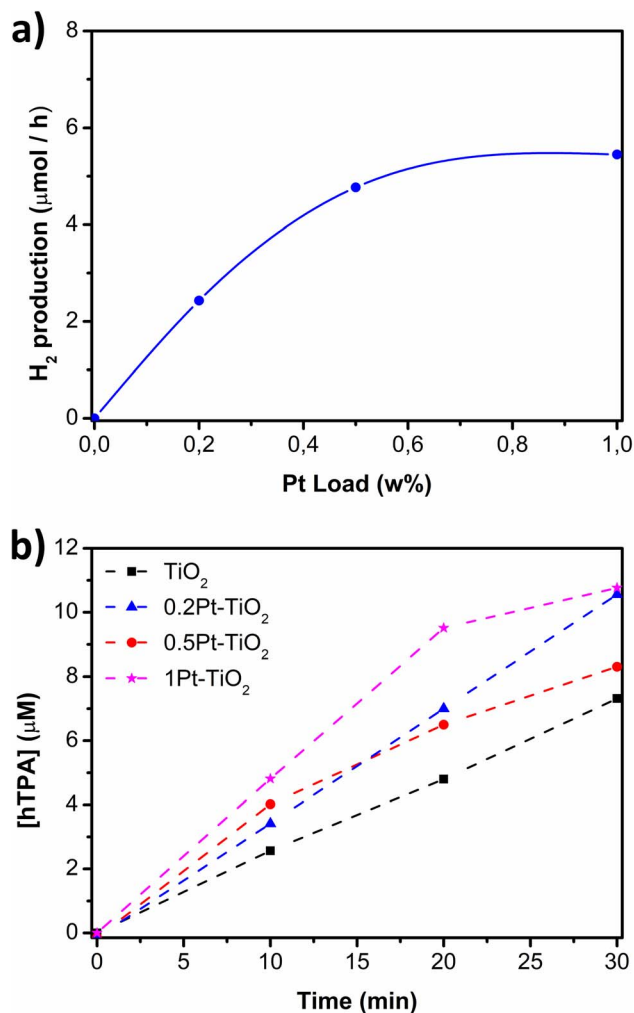 a)
8
6
4
2
0
H₂ production (μmol / h)
0,0 0,2 0,4 0,6 0,8 1,0
Pt Load (w%)
b)
12
10
8
6
4
2
0
[hTPA] (μM)
TiO₂
0.2Pt-TiO₂
0.5Pt-TiO₂
1Pt-TiO₂
0 5 10 15 20 25 30
Time (min)